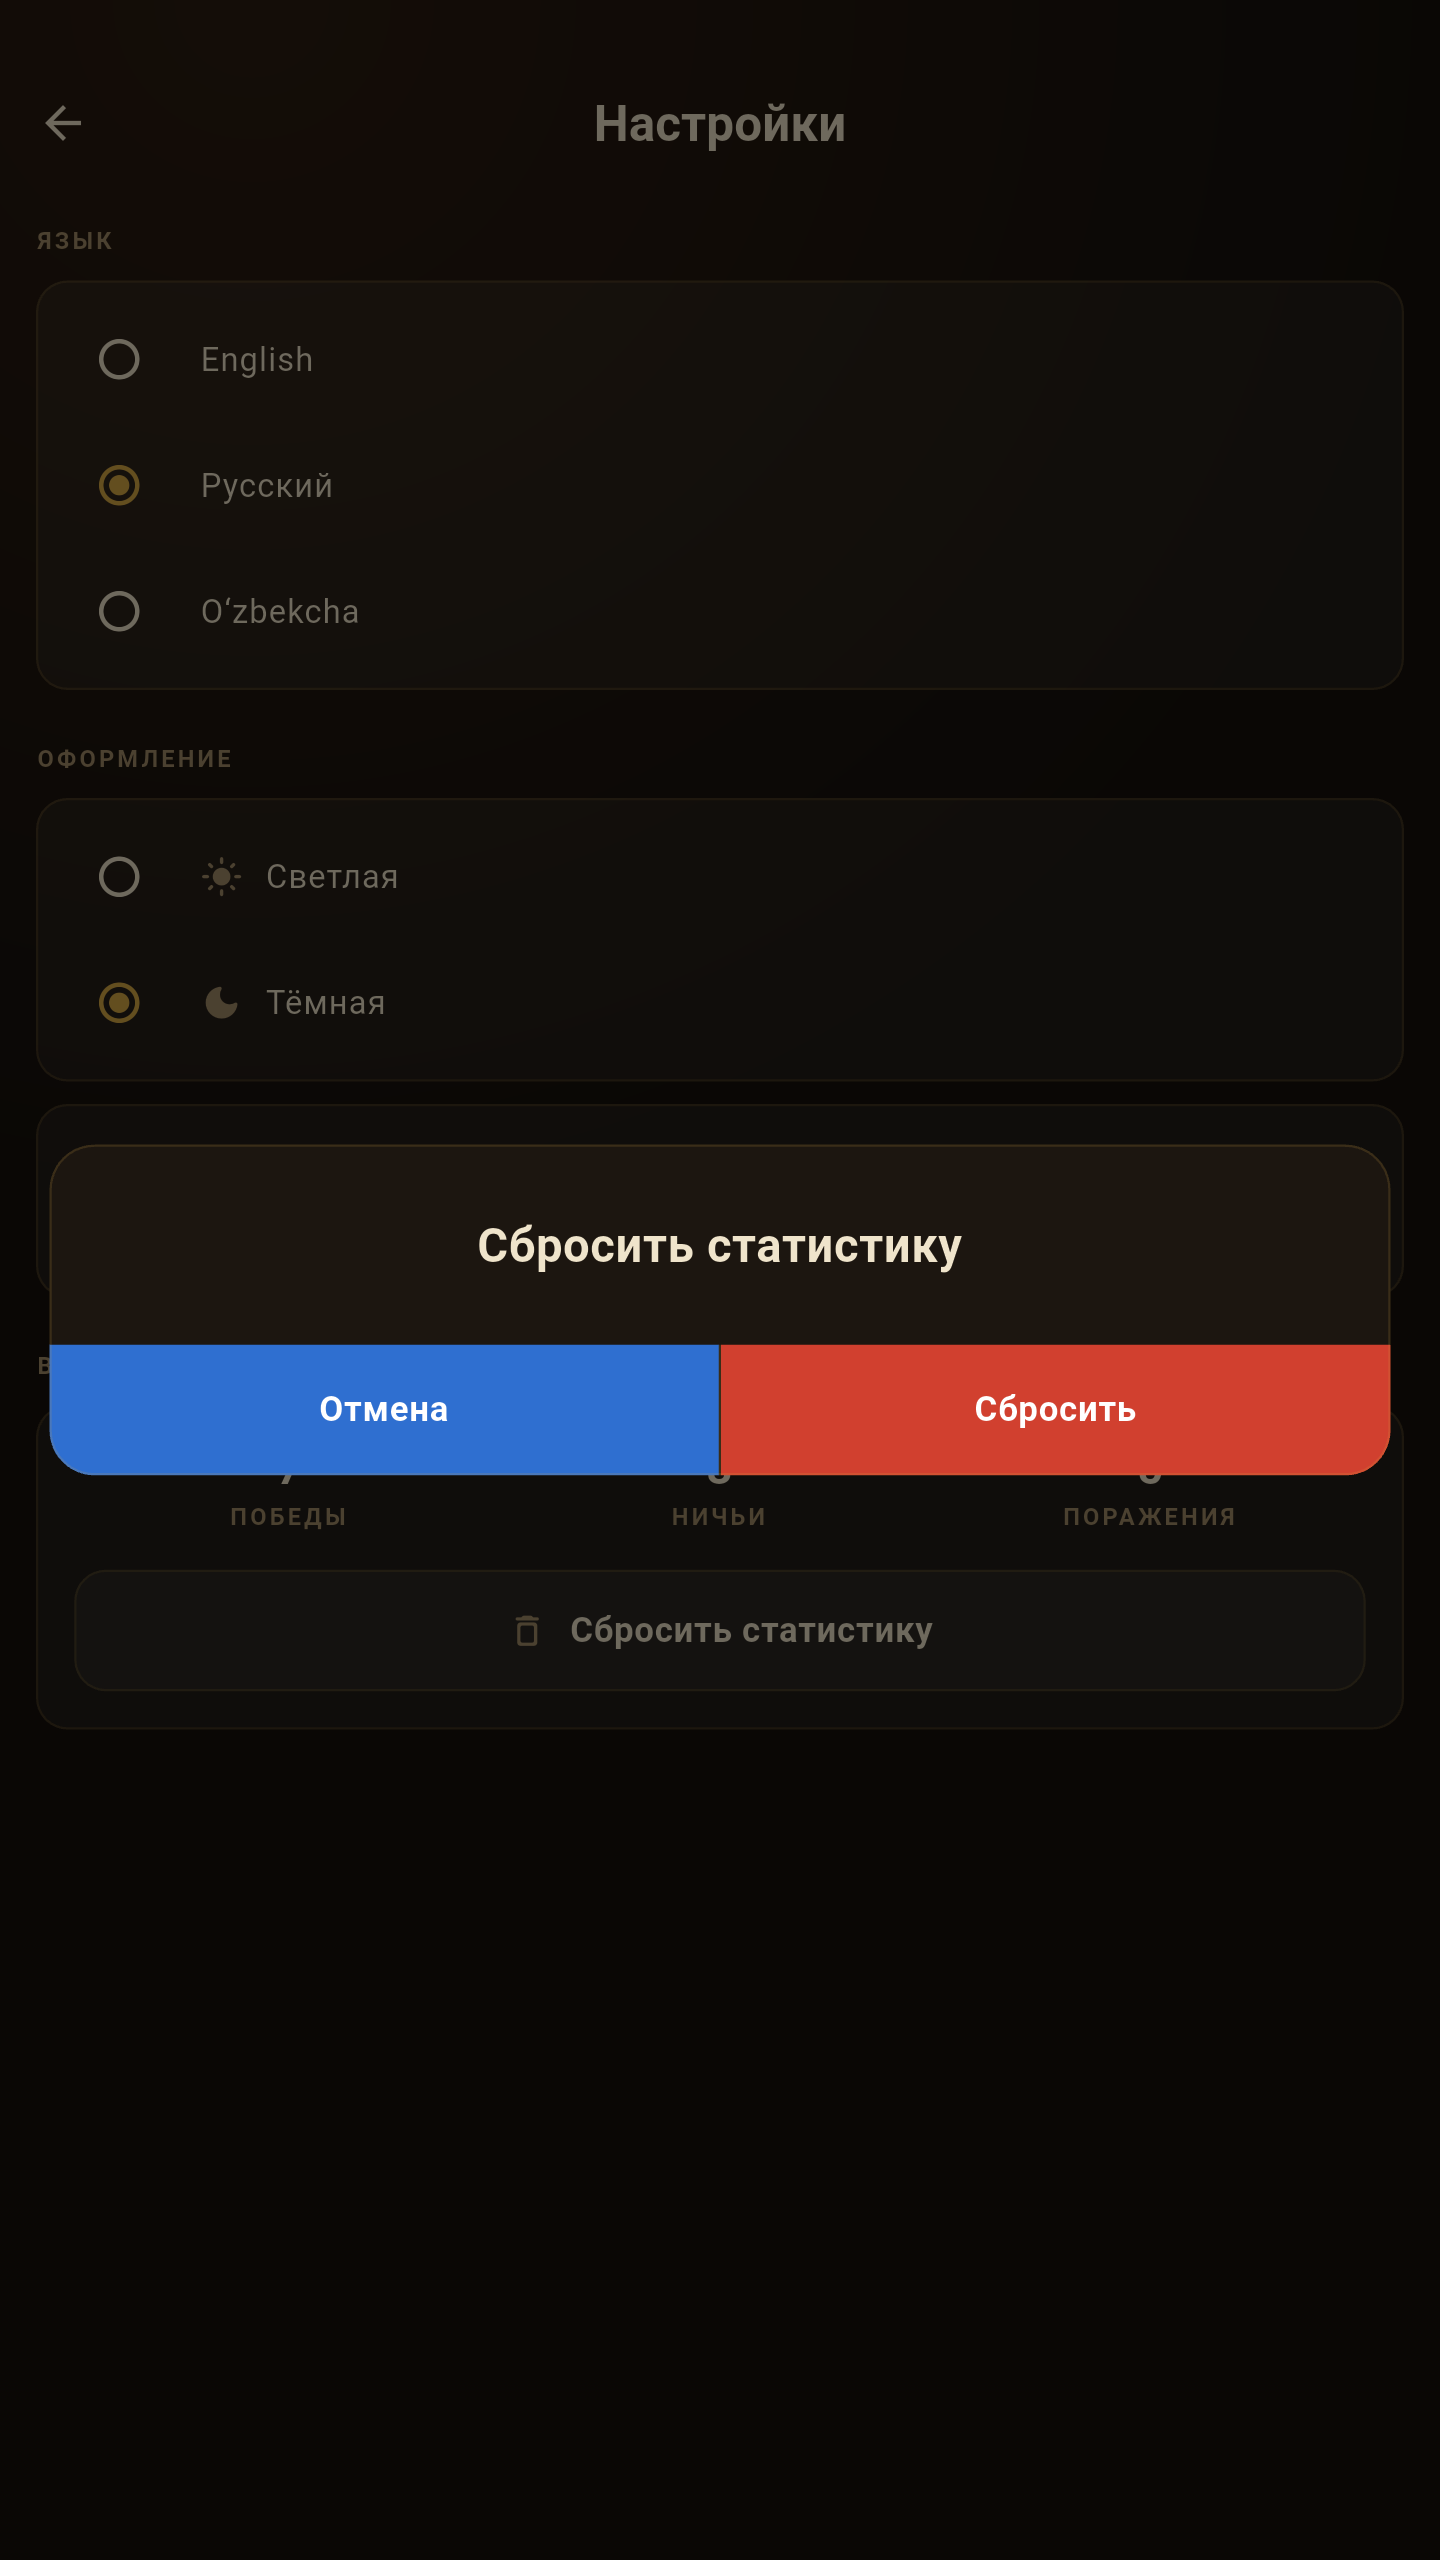 Настройки
ЯЗЫК
English
Русский
O‘zbekcha
ОФОРМЛЕНИЕ
Светлая
Тёмная
Сбросить статистику
Отмена
Сбросить
ПОБЕДЫ
НИЧЬИ
ПОРАЖЕНИЯ
Сбросить статистику